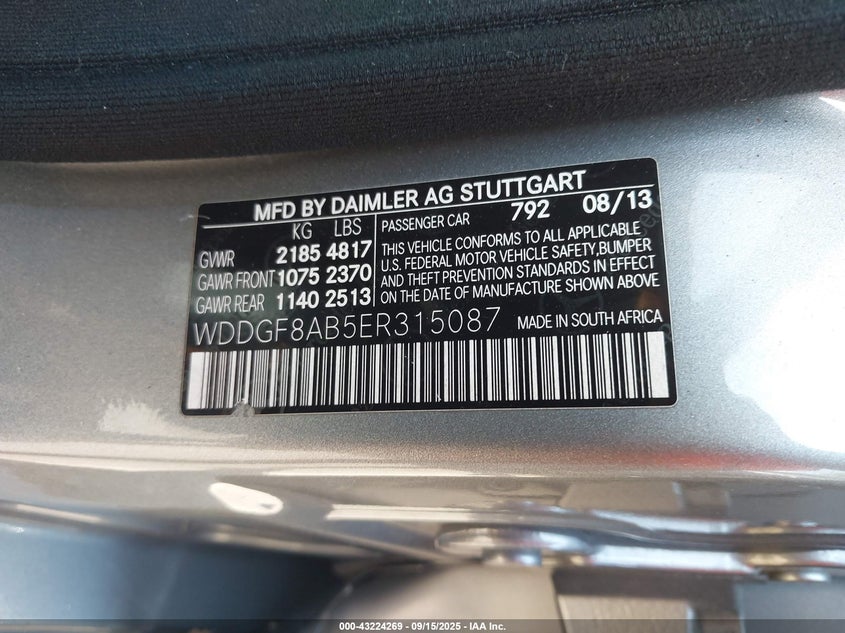 MFD BY DAIMLER AG STUTTGART
KG LBS
GVWR 2185 4817
GAWR FRONT 1075 2370
GAWR REAR 1140 2513
PASSENGER CAR 792 08/13
THIS VEHICLE CONFORMS TO ALL APPLICABLE
U.S. FEDERAL MOTOR VEHICLE SAFETY, BUMPER
AND THEFT PREVENTION STANDARDS IN EFFECT
ON THE DATE OF MANUFACTURE SHOWN ABOVE
WDDGF8AB5ER315087 MADE IN SOUTH AFRICA
000-43224269 - 09/15/2025 - IAA Inc.